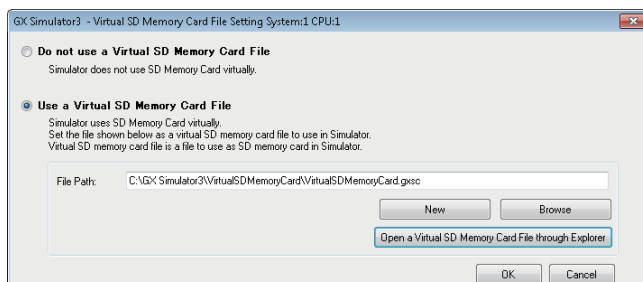 GX Simulator3 - Virtual SD Memory Card File Setting System:1 CPU:1
Do not use a Virtual SD Memory Card File
Simulator does not use SD Memory Card virtually.
Use a Virtual SD Memory Card File
Simulator uses SD Memory Card virtually.
Set the file shown below as a virtual SD memory card file to use in Simulator.
Virtual SD memory card file is a file to use as SD memory card in Simulator.
File Path: C:\GX Simulator3\VirtualSDMemoryCard\VirtualSDMemoryCard.gxsc
New Browse
Open a Virtual SD Memory Card File through Explorer
OK Cancel